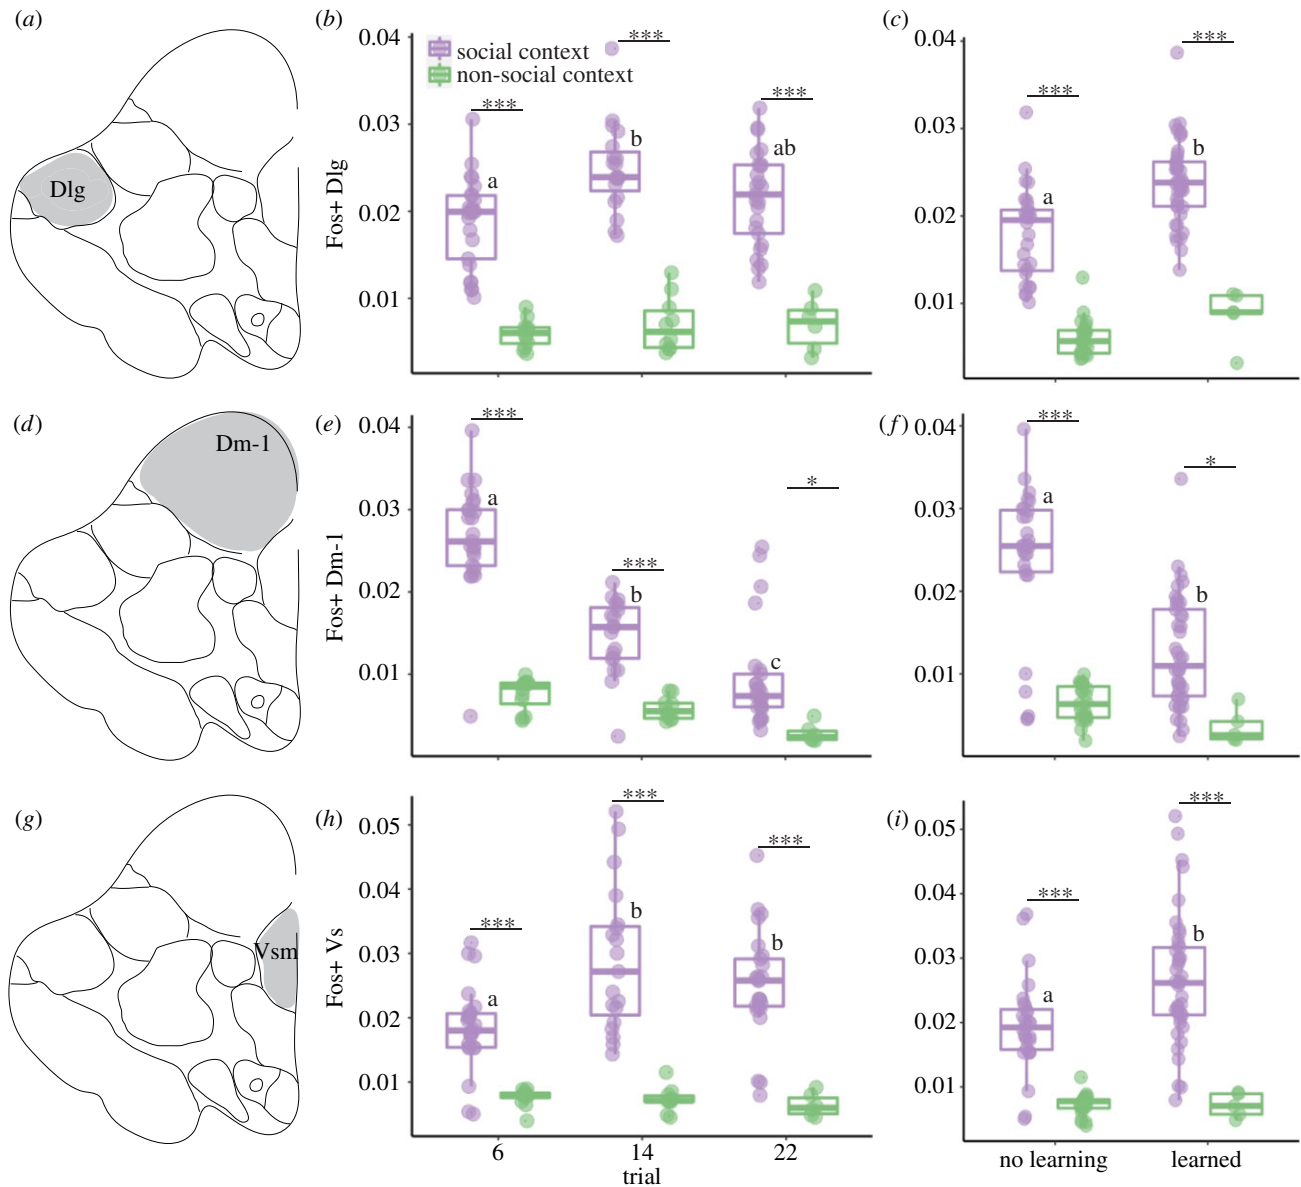 (a)
Dlg
(b)
Fos+ Dlg
0.04
0.03
0.02
0.01
social context
non-social context
***
***
***
a
b
ab
(c)
0.04
0.03
0.02
0.01
***
***
a
b
(d)
Dm-1
(e)
Fos+ Dm-1
0.04
0.03
0.02
0.01
***
***
*
a
b
c
(f)
0.04
0.03
0.02
0.01
***
*
a
b
(g)
Vsm
(h)
Fos+ Vs
0.05
0.04
0.03
0.02
0.01
***
***
***
a
b
b
6
14
22
trial
(i)
0.05
0.04
0.03
0.02
0.01
***
***
a
b
no learning
learned